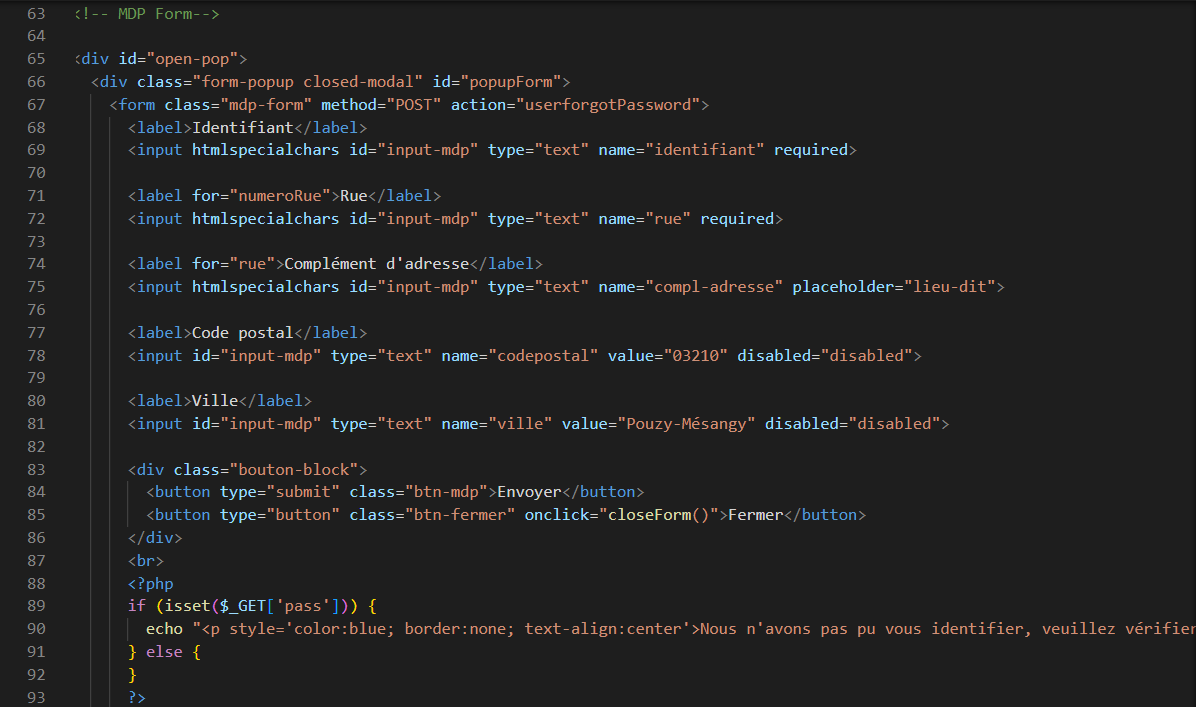 63 <!-- MDP Form-->
64
65 <div id="open-pop">
66 <div class="form-popup closed-modal" id="popupForm">
67 <form class="mdp-form" method="POST" action="userforgotPassword">
68 <label>Identifiant</label>
69 <input htmlspecialchars id="input-mdp" type="text" name="identifiant" required>
70
71 <label for="numeroRue">Rue</label>
72 <input htmlspecialchars id="input-mdp" type="text" name="rue" required>
73
74 <label for="rue">Complément d'adresse</label>
75 <input htmlspecialchars id="input-mdp" type="text" name="compl-adresse" placeholder="lieu-dit">
76
77 <label>Code postal</label>
78 <input id="input-mdp" type="text" name="codepostal" value="03210" disabled="disabled">
79
80 <label>Ville</label>
81 <input id="input-mdp" type="text" name="ville" value="Pouzy-Mésangy" disabled="disabled">
82
83 <div class="bouton-block">
84 <button type="submit" class="btn-mdp">Envoyer</button>
85 <button type="button" class="btn-fermer" onclick="closeForm()">Fermer</button>
86 </div>
87 <br>
88 <?php
89 if (isset($_GET['pass'])) {
90 echo "<p style='color:blue; border:none; text-align:center'>Nous n'avons pas pu vous identifier, veuillez vérifier
91 } else {
92 }
93 ?>